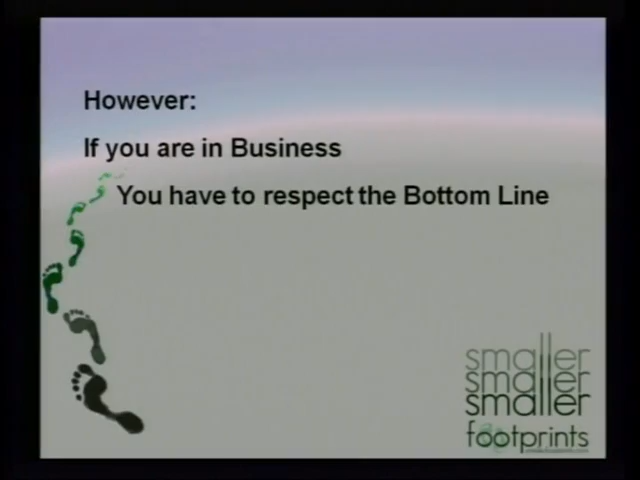 However:
If you are in Business
You have to respect the Bottom Line
smaller
smaller
smaller
footprints